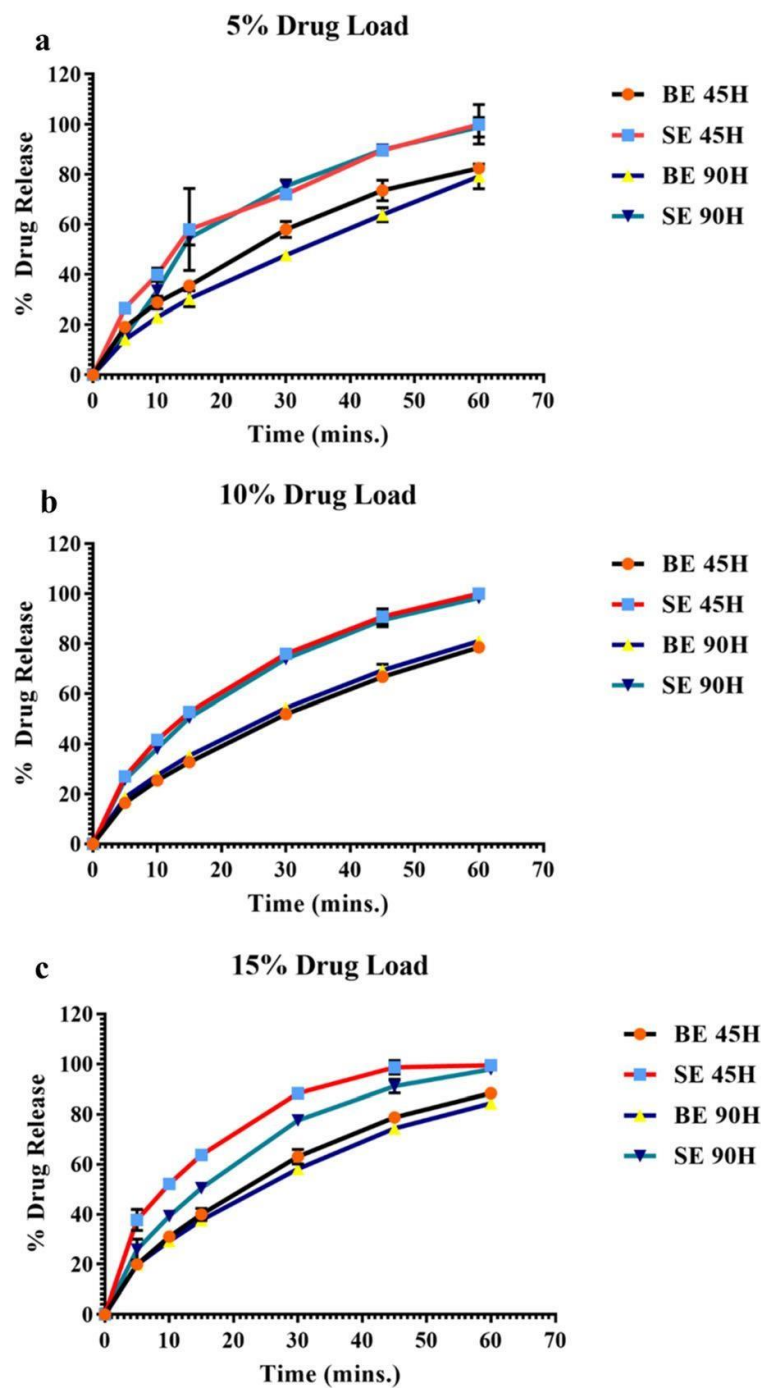 a
5% Drug Load
120
100
80
60
40
20
0
% Drug Release
0 10 20 30 40 50 60 70
Time (mins.)
BE 45H
SE 45H
BE 90H
SE 90H
b
10% Drug Load
120
100
80
60
40
20
0
% Drug Release
0 10 20 30 40 50 60 70
Time (mins.)
BE 45H
SE 45H
BE 90H
SE 90H
c
15% Drug Load
120
100
80
60
40
20
0
% Drug Release
0 10 20 30 40 50 60 70
Time (mins.)
BE 45H
SE 45H
BE 90H
SE 90H